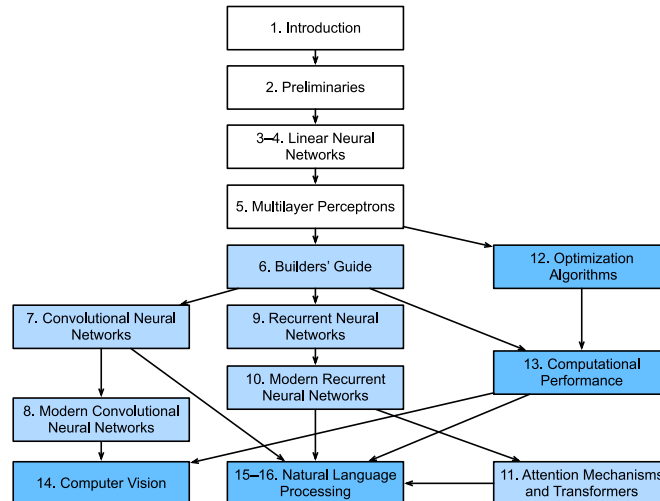 1. Introduction
2. Preliminaries
3–4. Linear Neural
Networks
5. Multilayer Perceptrons
6. Builders’ Guide
12. Optimization
Algorithms
7. Convolutional Neural
Networks
9. Recurrent Neural
Networks
13. Computational
Performance
10. Modern Recurrent
Neural Networks
8. Modern Convolutional
Neural Networks
14. Computer Vision
15–16. Natural Language
Processing
11. Attention Mechanisms
and Transformers